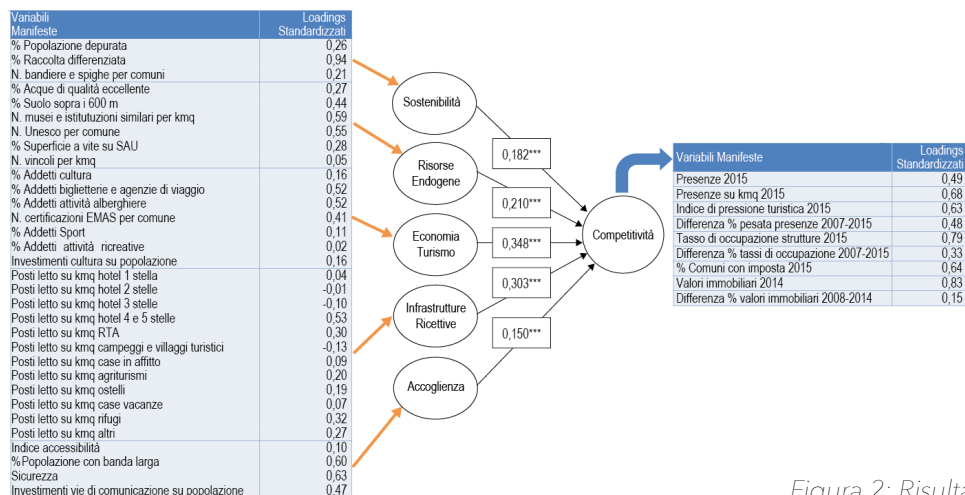 Variabili Manifeste Loadings Standardizzati
% Popolazione depurata 0,26
% Raccolta differenziata 0,94
N. bandiere e spighe per comuni 0,21
% Acque di qualità eccellente 0,27
% Suolo sopra i 600 m 0,44
N. musei e istitutuzioni similari per kmq 0,59
N. Unesco per comune 0,55
% Superficie a vite su SAU 0,28
N. vincoli per kmq 0,05
% Addetti cultura 0,16
% Addetti biglietterie e agenzie di viaggio 0,52
% Addetti attività alberghiere 0,52
N. certificazioni EMAS per comune 0,41
% Addetti Sport 0,11
% Addetti attività ricreative 0,02
Investimenti cultura su popolazione 0,16
Posti letto su kmq hotel 1 stella 0,04
Posti letto su kmq hotel 2 stelle -0,01
Posti letto su kmq hotel 3 stelle -0,10
Posti letto su kmq hotel 4 e 5 stelle 0,53
Posti letto su kmq RTA 0,30
Posti letto su kmq campeggi e villaggi turistici -0,13
Posti letto su kmq case in affitto 0,09
Posti letto su kmq agriturismi 0,20
Posti letto su kmq ostelli 0,19
Posti letto su kmq case vacanze 0,07
Posti letto su kmq rifugi 0,32
Posti letto su kmq altri 0,27
Indice accessibilità 0,10
%Popolazione con banda larga 0,60
Sicurezza 0,63
Investimenti vie di comunicazione su popolazione 0,47
Sostenibilità
Risorse
Endogene
Economia
Turismo
Infrastrutture
Ricettive
Accoglienza
0,182***
0,210***
0,348***
0,303***
0,150***
Competitività
Variabili Manifeste Loadings Standardizzati
Presenze 2015 0,49
Presenze su kmq 2015 0,68
Indice di pressione turistica 2015 0,63
Differenza % pesata presenze 2007-2015 0,48
Tasso di occupazione strutture 2015 0,79
Differenza % tassi di occupazione 2007-2015 0,33
% Comuni con imposta 2015 0,64
Valori immobiliari 2014 0,83
Differenza % valori immobiliari 2008-2014 0,15
Figura 2: Risulta